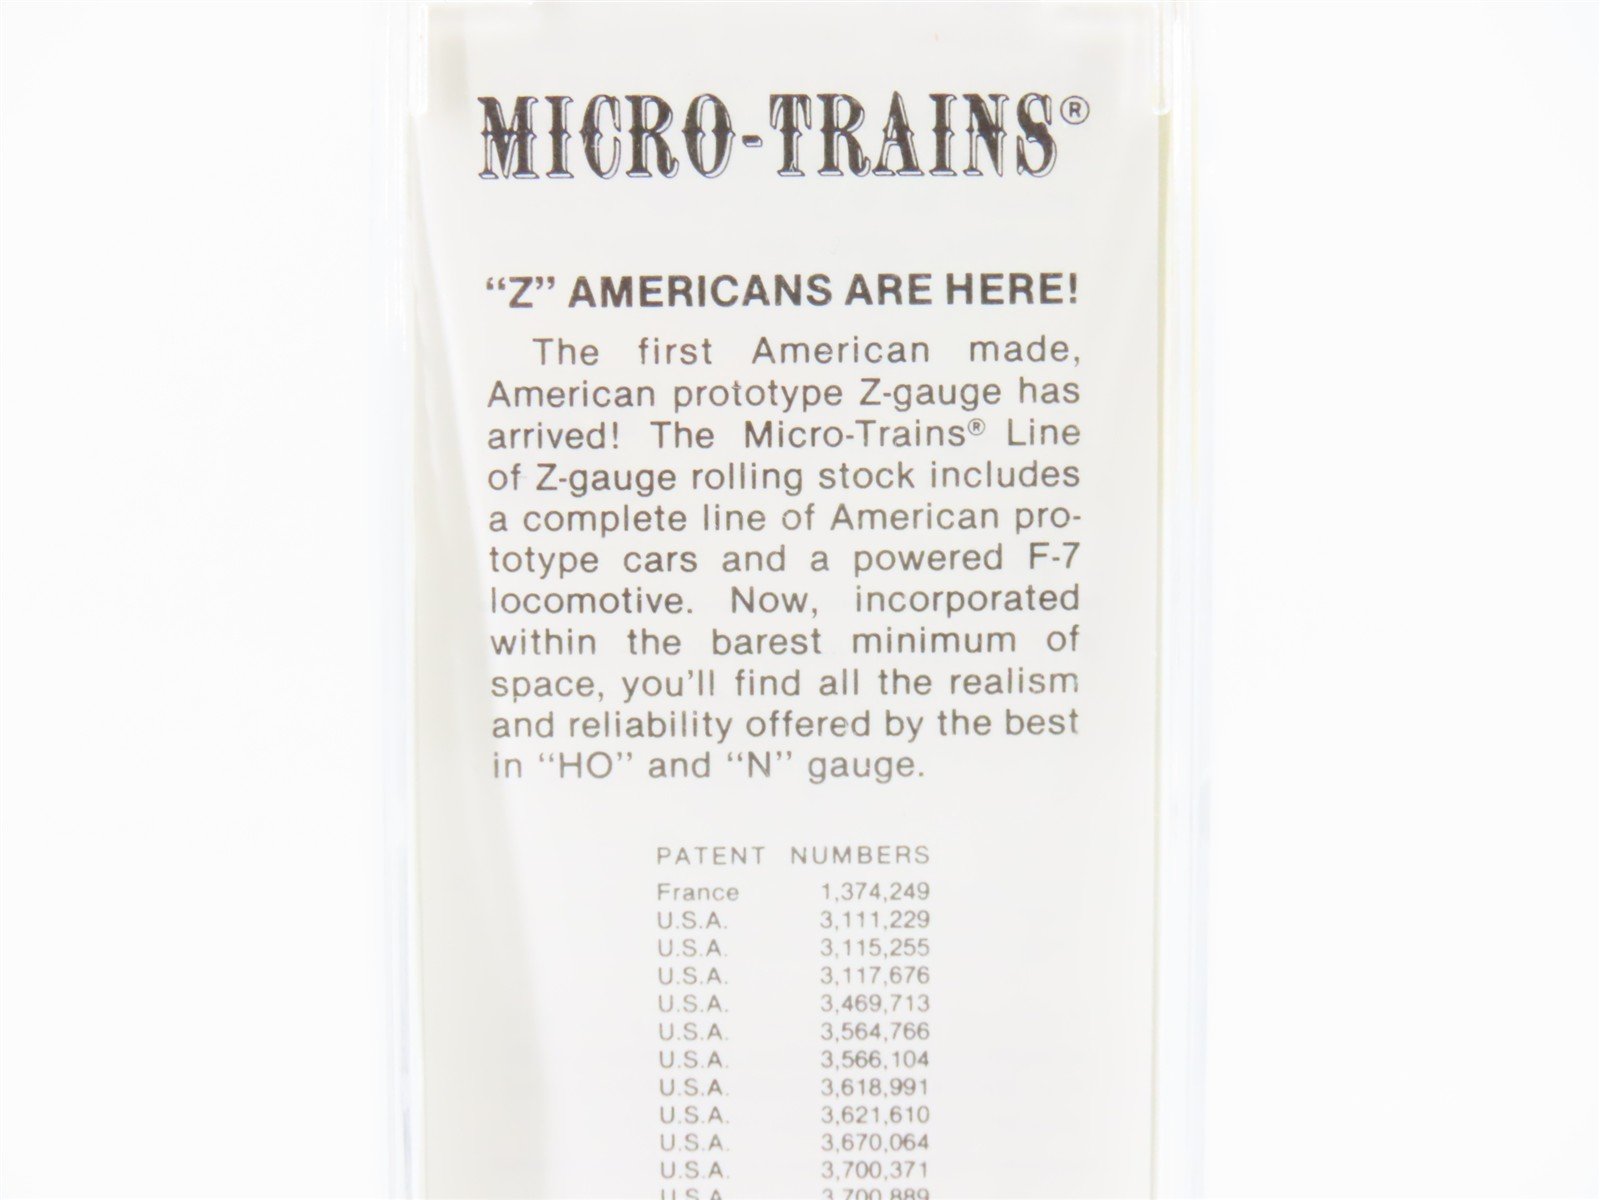 MICRO-TRAINS®
“Z” AMERICANS ARE HERE!
The first American made,
American prototype Z-gauge has
arrived! The Micro-Trains® Line
of Z-gauge rolling stock includes
a complete line of American pro-
totype cars and a powered F-7
locomotive. Now, incorporated
within the barest minimum of
space, you'll find all the realism
and reliability offered by the best
in “HO” and “N” gauge.
PATENT NUMBERS
France 1,374,249
U.S.A. 3,111,229
U.S.A. 3,115,255
U.S.A. 3,117,676
U.S.A. 3,469,713
U.S.A. 3,564,766
U.S.A. 3,566,104
U.S.A. 3,618,991
U.S.A. 3,621,610
U.S.A. 3,670,064
U.S.A. 3,700,371
U.S.A. 3,700,889